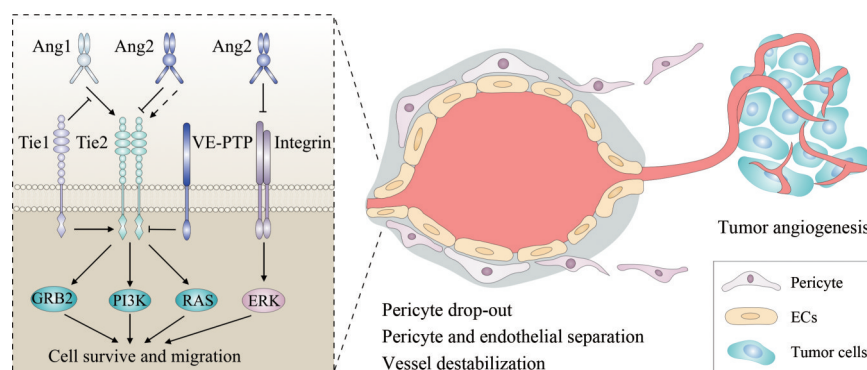 Ang1 Ang2 Ang2
Tie1 Tie2 VE-PTP Integrin
GRB2 PI3K RAS ERK
Cell survive and migration
Pericyte drop-out
Pericyte and endothelial separation
Vessel destabilization
Tumor angiogenesis
Pericyte
ECs
Tumor cells